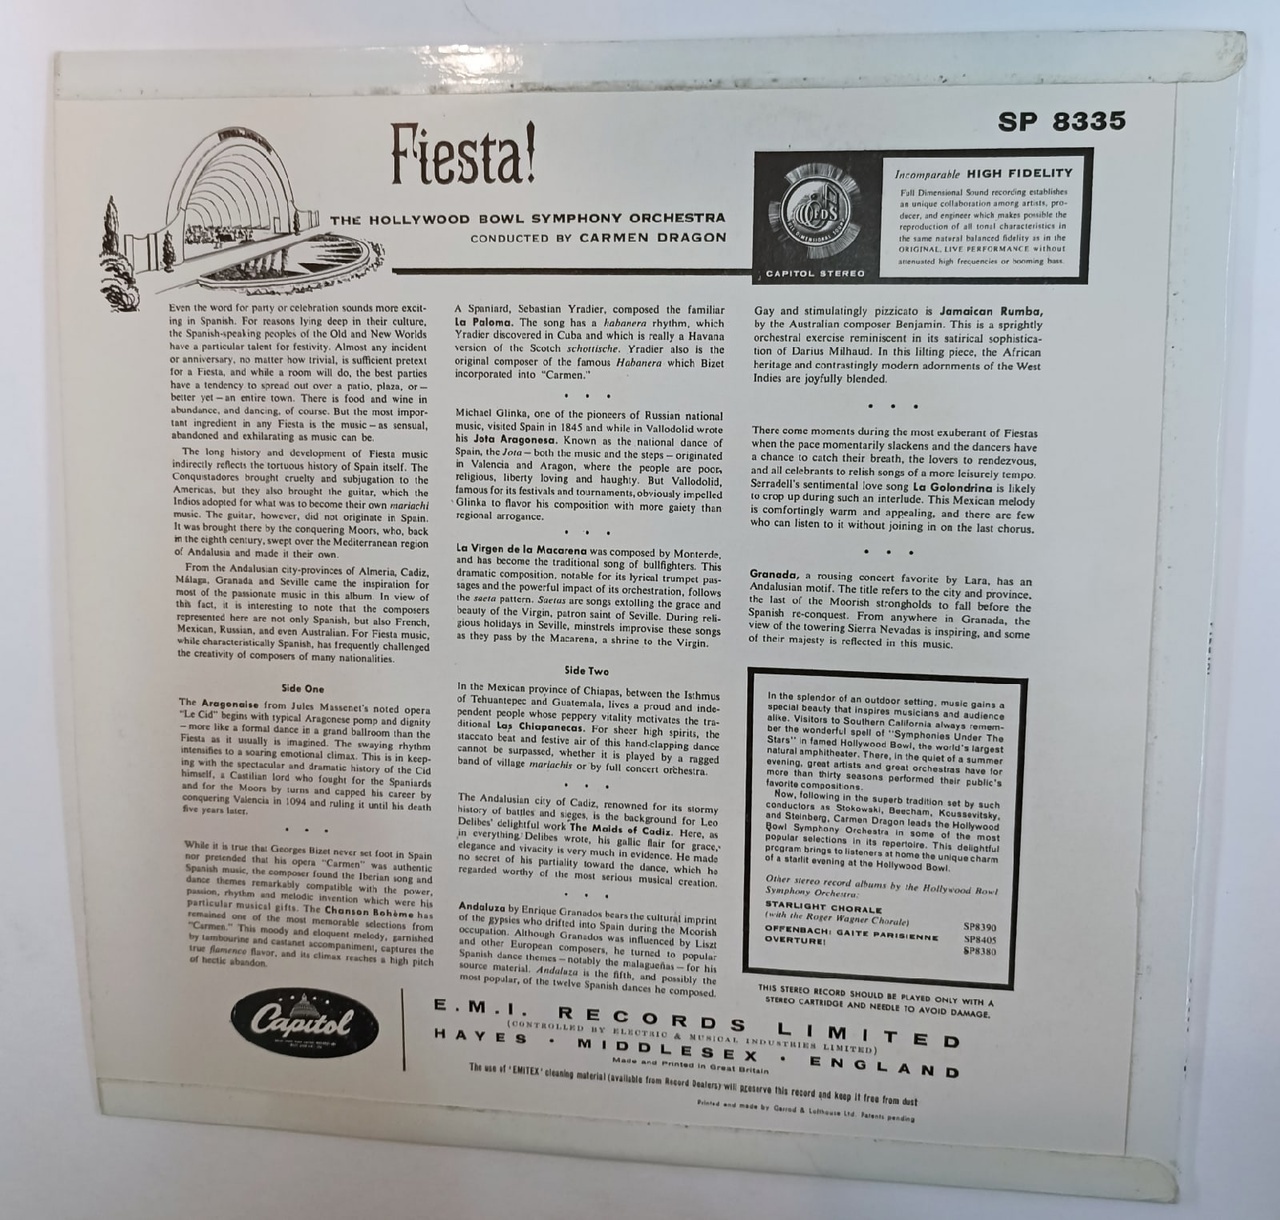 SP 8335
Fiesta!
THE HOLLYWOOD BOWL SYMPHONY ORCHESTRA
CONDUCTED BY CARMEN DRAGON
FDS
CAPITOL STEREO
Incomparable HIGH FIDELITY
Full Dimensional Sound recording establishes
an unique collaboration among artists, pro-
ducer, and engineer which makes possible the
reproduction of all tonal characteristics in
the same natural balanced fidelity as in the
ORIGINAL LIVE PERFORMANCE without
attenuated high frequencies or booming bass.
Even the word for party or celebration sounds more excit-
ing in Spanish. For reasons lying deep in their culture,
the Spanish-speaking peoples of the Old and New Worlds
have a particular talent for festivity. Almost any incident
or anniversary, no matter how trivial, is sufficient pretext
for a Fiesta, and while a room will do, the best parties
have a tendency to spread out over a patio, plaza, or—
better yet—an entire town. There is food and wine in
abundance, and dancing, of course. But the most impor-
tant ingredient in any Fiesta is the music—as sensual,
abandoned and exhilarating as music can be.
The long history and development of Fiesta music
indirectly reflects the tortuous history of Spain itself. The
Conquistadores brought cruelty and subjugation to the
Americas, but they also brought the guitar, which the
Indios adopted for what was to become their own mariachi
music. The guitar, however, did not originate in Spain.
It was brought there by the conquering Moors, who, back
in the eighth century, swept over the Mediterranean region
of Andalusia and made it their own.
From the Andalusian city-provinces of Almeria, Cadiz,
Málaga, Granada and Seville came the inspiration for
most of the passionate music in this album. In view of
this fact, it is interesting to note that the composers
represented here are not only Spanish, but also French,
Mexican, Russian, and even Australian. For Fiesta music,
while characteristically Spanish, has frequently challenged
the creativity of composers of many nationalities.
Side One
The Aragonaise from Jules Massenet's noted opera
"Le Cid" begins with typical Aragonese pomp and dignity
—more like a formal dance in a grand ballroom than the
Fiesta as it usually is imagined. The swaying rhythm
intensifies to a soaring emotional climax. This is in keep-
ing with the spectacular and dramatic history of the Cid
himself, a Castilian lord who fought for the Spaniards
and for the Moors by turns and capped his career by
conquering Valencia in 1094 and ruling it until his death
five years later.
While it is true that Georges Bizet never set foot in Spain
nor pretended that his opera "Carmen" was authentic
Spanish music, the composer found the Iberian song and
dance themes remarkably compatible with the power,
passion, rhythm and melodic invention which were his
particular musical gifts. The Chanson Bohème has
remained one of the most memorable selections from
"Carmen." This moody and eloquent melody, garnished
by tambourine and castanet accompaniment, captures the
true flamenco flavor, and its climax reaches a high pitch
of hectic abandon.
A Spaniard, Sebastian Yradier, composed the familiar
La Paloma. The song has a habanera rhythm, which
Yradier discovered in Cuba and which is really a Havana
version of the Scotch schottische. Yradier also is the
original composer of the famous Habanera which Bizet
incorporated into "Carmen."
Michael Glinka, one of the pioneers of Russian national
music, visited Spain in 1845 and while in Valldolid wrote
his Jota Aragonesa. Known as the national dance of
Spain, the Jota—both the music and the steps—originated
in Valencia and Aragon, where the people are poor,
religious, liberty loving and haughty. But Valldolid,
famous for its festivals and tournaments, obviously impelled
Glinka to flavor his composition with more gaiety than
regional arrogance.
La Virgen de la Macarena was composed by Monterde,
and has become the traditional song of bullfighters. This
dramatic composition, notable for its lyrical trumpet pas-
sages and the powerful impact of its orchestration, follows
the saeta pattern. Saetas are songs extolling the grace and
beauty of the Virgin, patron saint of Seville. During reli-
gious holidays in Seville, minstrels improvise these songs
as they pass by the Macarena, a shrine to the Virgin.
Side Two
In the Mexican province of Chiapas, between the Isthmus
of Tehuantepec and Guatemala, lives a proud and inde-
pendent people whose peppery vitality motivates the tra-
ditional Las Chiapanecas. For sheer high spirits, the
staccato beat and festive air of this hand-clapping dance
cannot be surpassed, whether it is played by a ragged
band of village mariachis or by full concert orchestra.
The Andalusian city of Cadiz, renowned for its stormy
history of battles and sieges, is the background for Leo
Delibes' delightful work The Maids of Cadiz. Here, as
in everything Delibes wrote, his gallic flair for grace,
elegance and vivacity is very much in evidence. He made
no secret of his partiality toward the dance, which he
regarded worthy of the most serious musical creation.
Andaluza by Enrique Granados bears the cultural imprint
of the gypsies who drifted into Spain during the Moorish
occupation. Although Granados was influenced by Liszt
and other European composers, he turned to popular
Spanish dance themes—notably the malagueñas—for his
source material. Andaluza is the fifth, and possibly the
most popular, of the twelve Spanish dances he composed.
Gay and stimulatingly pizzicato is Jamaican Rumba,
by the Australian composer Benjamin. This is a sprightly
orchestral exercise reminiscent in its satirical sophistica-
tion of Darius Milhaud. In this lilting piece, the African
heritage and contrastingly modern adornments of the West
Indies are joyfully blended.
There come moments during the most exuberant of Fiestas
when the pace momentarily slackens and the dancers have
a chance to catch their breath, the lovers to rendezvous,
and all celebrants to relish songs of a more leisurely tempo.
Serradell's sentimental love song La Golondrina is likely
to crop up during such an interlude. This Mexican melody
is comfortingly warm and appealing, and there are few
who can listen to it without joining in on the last chorus.
Granada, a rousing concert favorite by Lara, has an
Andalusian motif. The title refers to the city and province,
the last of the Moorish strongholds to fall before the
Spanish re-conquest. From anywhere in Granada, the
view of the towering Sierra Nevadas is inspiring, and some
of their majesty is reflected in this music.
In the splendor of an outdoor setting, music gains a
special beauty that inspires musicians and audience
alike. Visitors to Southern California always remem-
ber the wonderful spell of "Symphonies Under The
Stars" in famed Hollywood Bowl, the world's largest
natural amphitheater. There, in the quiet of a summer
evening, great artists and great orchestras have for
more than thirty seasons performed their public's
favorite compositions.
Now, following in the superb tradition set by such
conductors as Stokowski, Beecham, Koussevitsky,
and Steinberg, Carmen Dragon leads the Hollywood
Bowl Symphony Orchestra in some of the most
popular selections in its repertoire. This delightful
program brings to listeners at home the unique charm
of a starlit evening at the Hollywood Bowl.
Other stereo record albums by the Hollywood Bowl
Symphony Orchestra:
STARLIGHT CHORALE
(with the Roger Wagner Chorale) SP8390
OFFENBACH: GAITE PARISIENNE SP8405
OVERTURE! SP8380
THIS STEREO RECORD SHOULD BE PLAYED ONLY WITH A
STEREO CARTRIDGE AND NEEDLE TO AVOID DAMAGE.
Capitol
E.M.I. RECORDS LIMITED
(CONTROLLED BY ELECTRIC & MUSICAL INDUSTRIES LIMITED)
HAYES · MIDDLESEX · ENGLAND
Made and Printed in Great Britain
The use of 'EMITEX' cleaning material (available from Record Dealers) will preserve this record and keep it free from dust
Printed and made by Garrod & Lofthouse Ltd. Patents pending